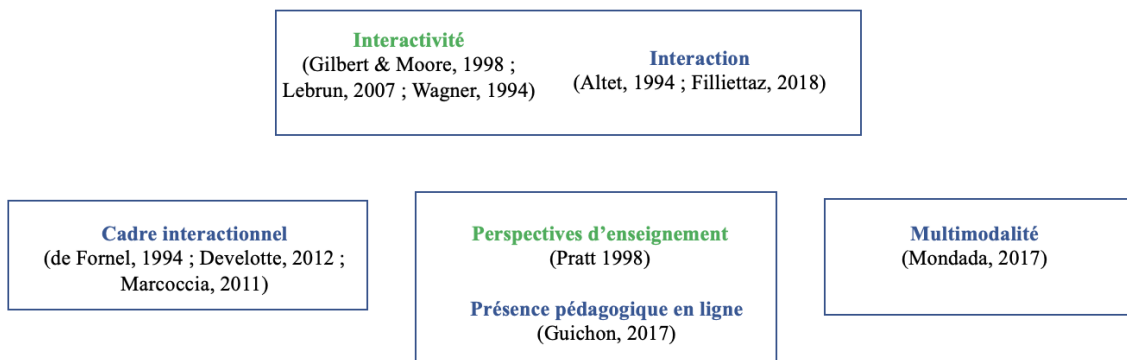 Interactivité
(Gilbert & Moore, 1998 ;
Lebrun, 2007 ; Wagner, 1994)
Interaction
(Altet, 1994 ; Filliettaz, 2018)
Cadre interactionnel
(de Fornel, 1994 ; Develotte, 2012 ;
Marcoccia, 2011)
Perspectives d’enseignement
(Pratt 1998)
Présence pédagogique en ligne
(Guichon, 2017)
Multimodalité
(Mondada, 2017)